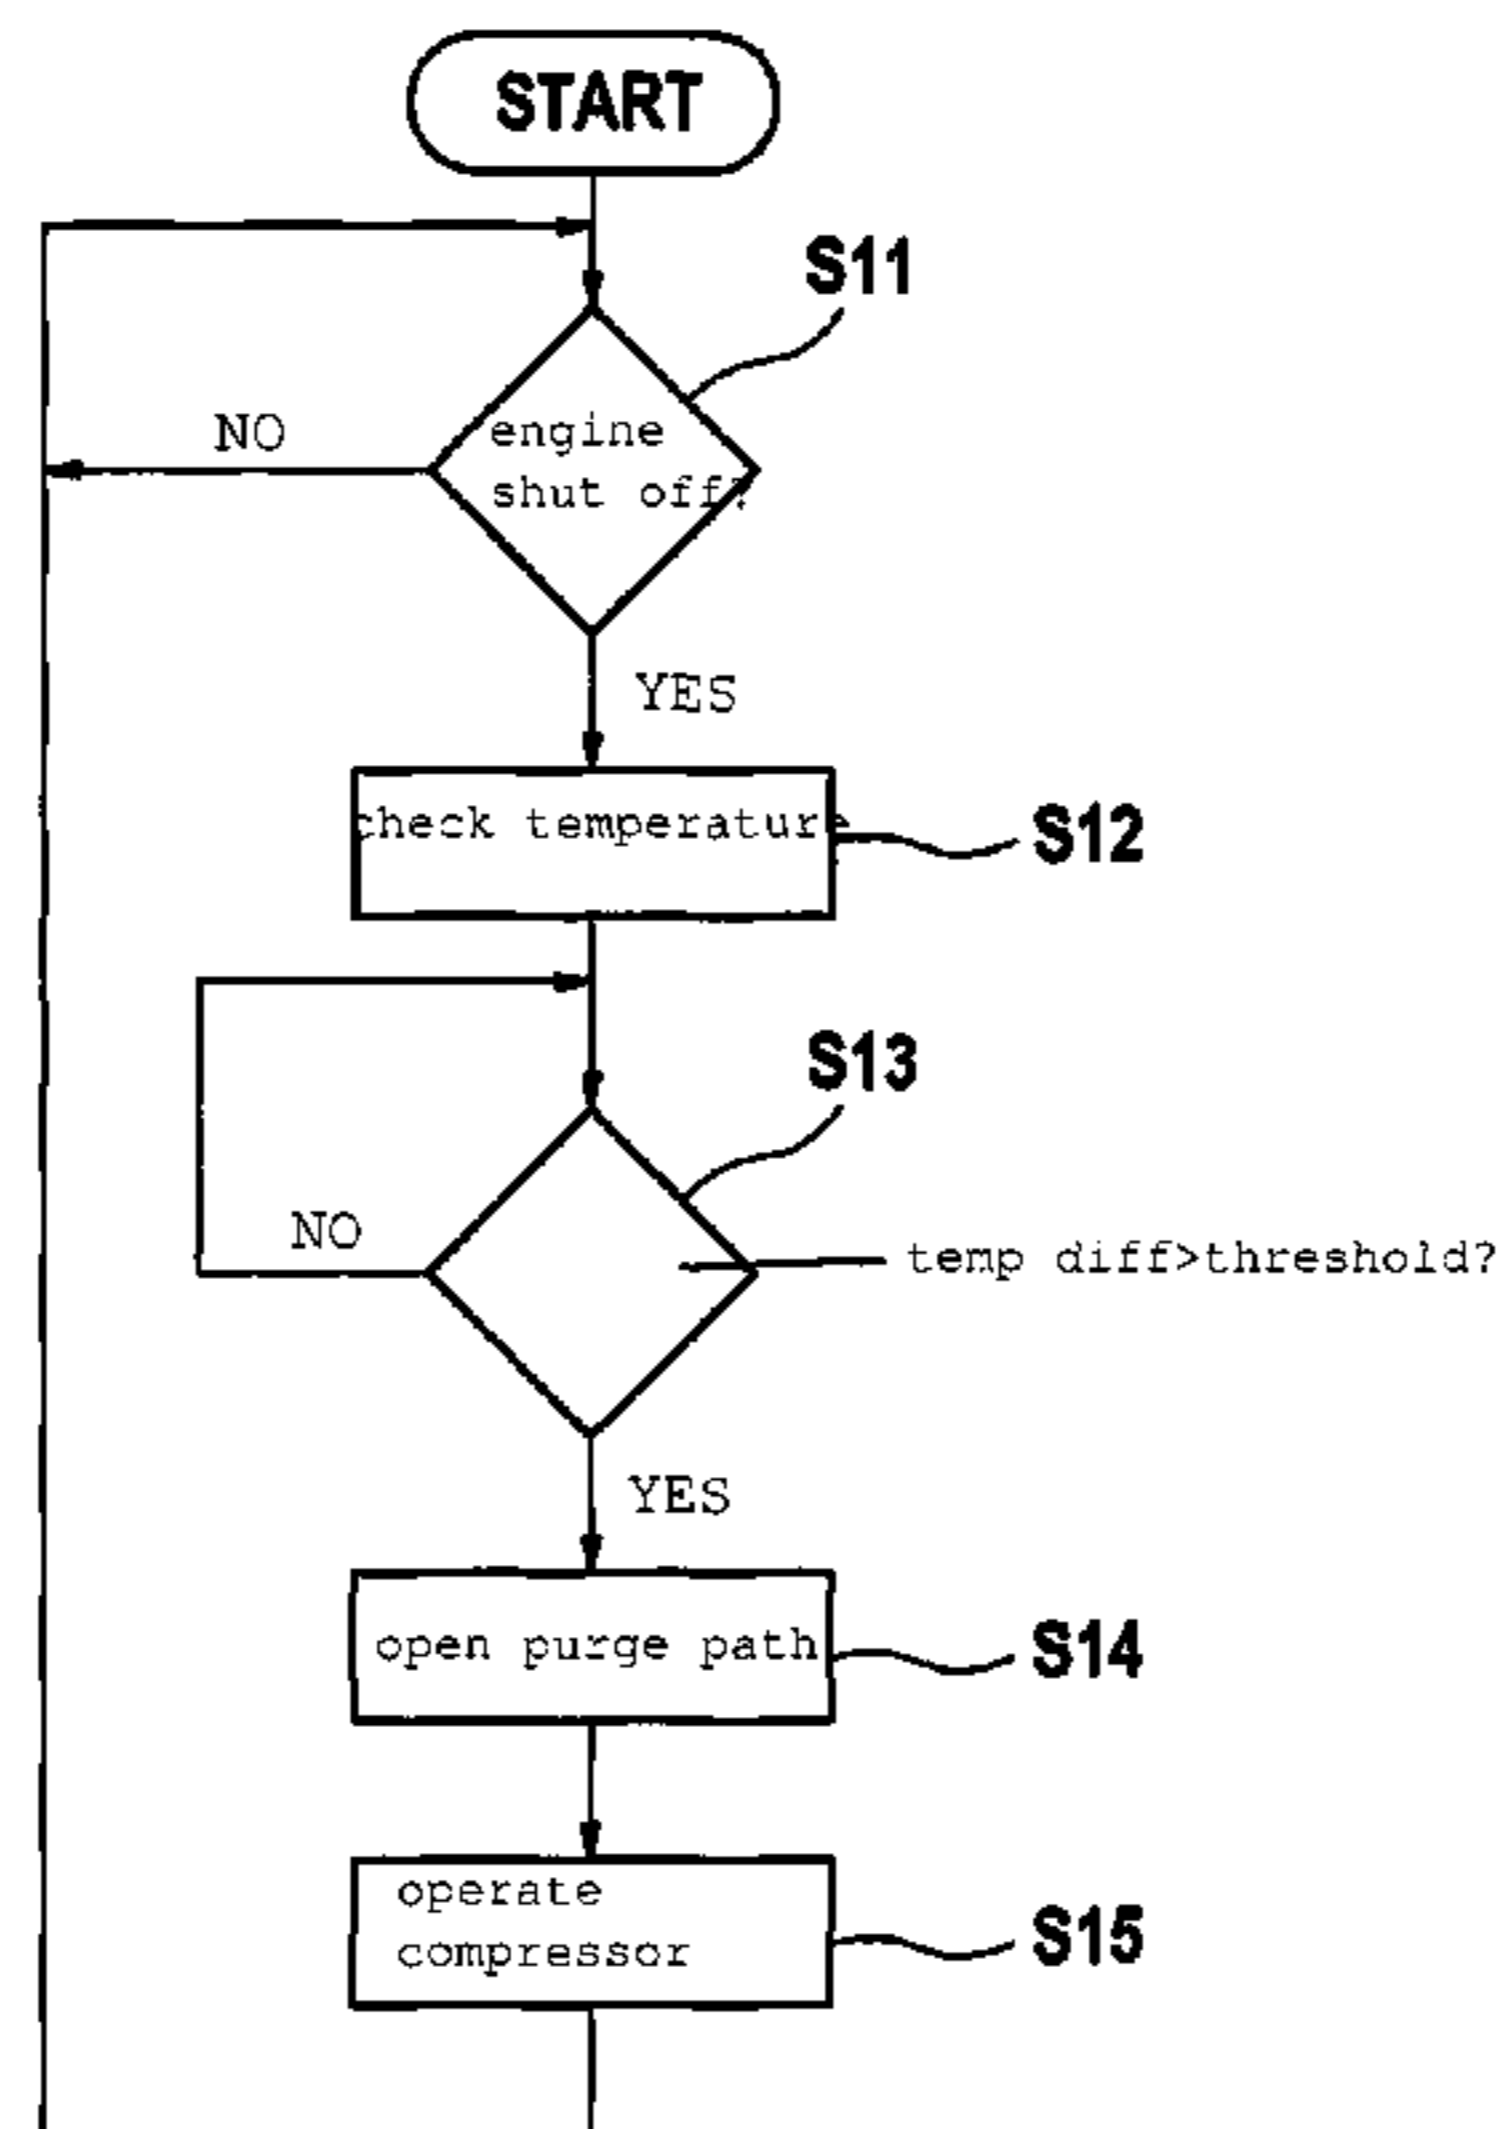 START
S11
NO
engine
shut off?
YES
check temperature
S12
S13
NO
temp diff>threshold?
YES
open purge path
S14
operate
compressor
S15